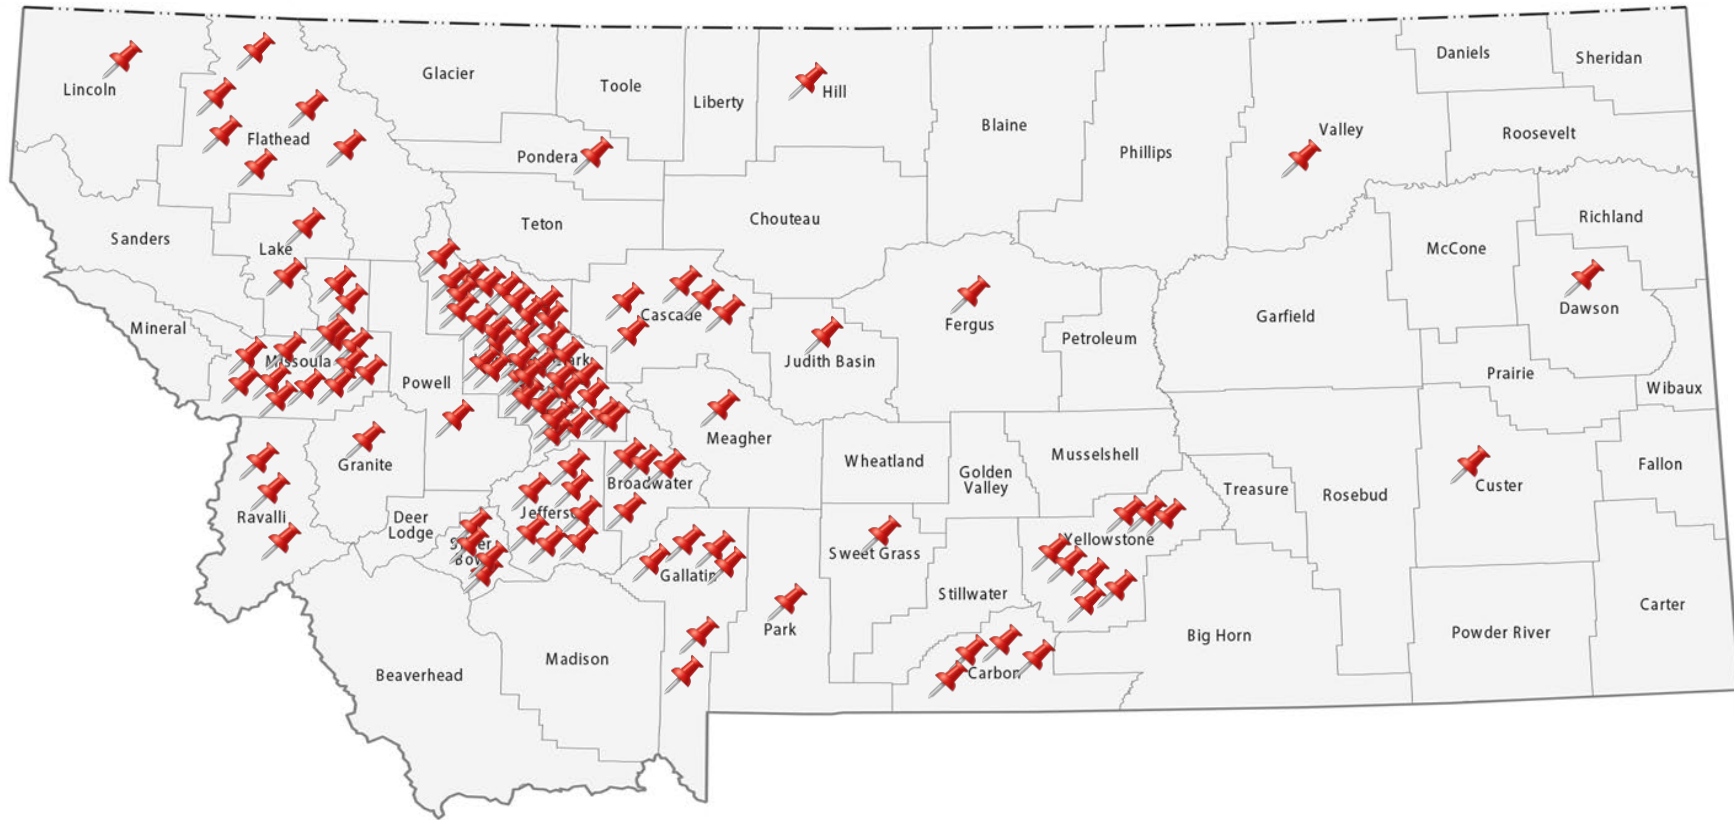 Daniels
Sheridan
Glacier
Lincoln
Toole
Hill
Liberty
Blaine
Valley
Roosevelt
Flathead
Pondera
Phillips
Teton
Chouteau
Richland
Sanders
Lake
McCone
Dawson
Garfield
Cascade
Fergus
Mineral
Petroleum
Missoula
Judith Basin
Prairie
Powell
Wibaux
Meagher
Musselshell
Granite
Wheatland
Fallon
Golden
Valley
Broadwater
Treasure
Custer
Rosebud
Ravalli
Deer
Lodge
Yellowstone
Sweet Grass
Gallatin
Stillwater
Carter
Park
Powder River
Big Horn
Madison
Beaverhead
Carbon